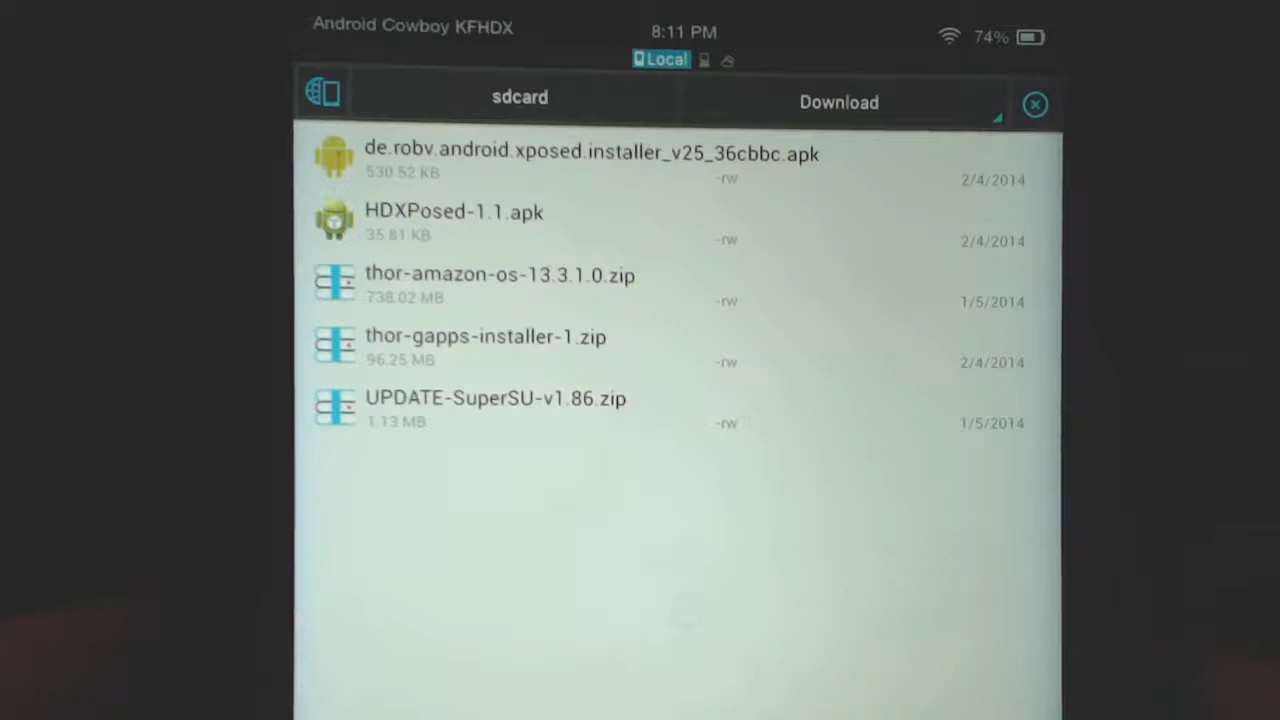 Android Cowboy KFHDX
8:11 PM
74%
Local
sdcard
Download
de.robv.android.xposed.installer_v25_36cbbc.apk
530.52 KB
-rw
2/4/2014
HDXPosed-1.1.apk
35.81 KB
-rw
2/4/2014
thor-amazon-os-13.3.1.0.zip
738.02 MB
-rw
1/5/2014
thor-gapps-installer-1.zip
96.25 MB
-rw
2/4/2014
UPDATE-SuperSU-v1.86.zip
1.13 MB
-rw
1/5/2014